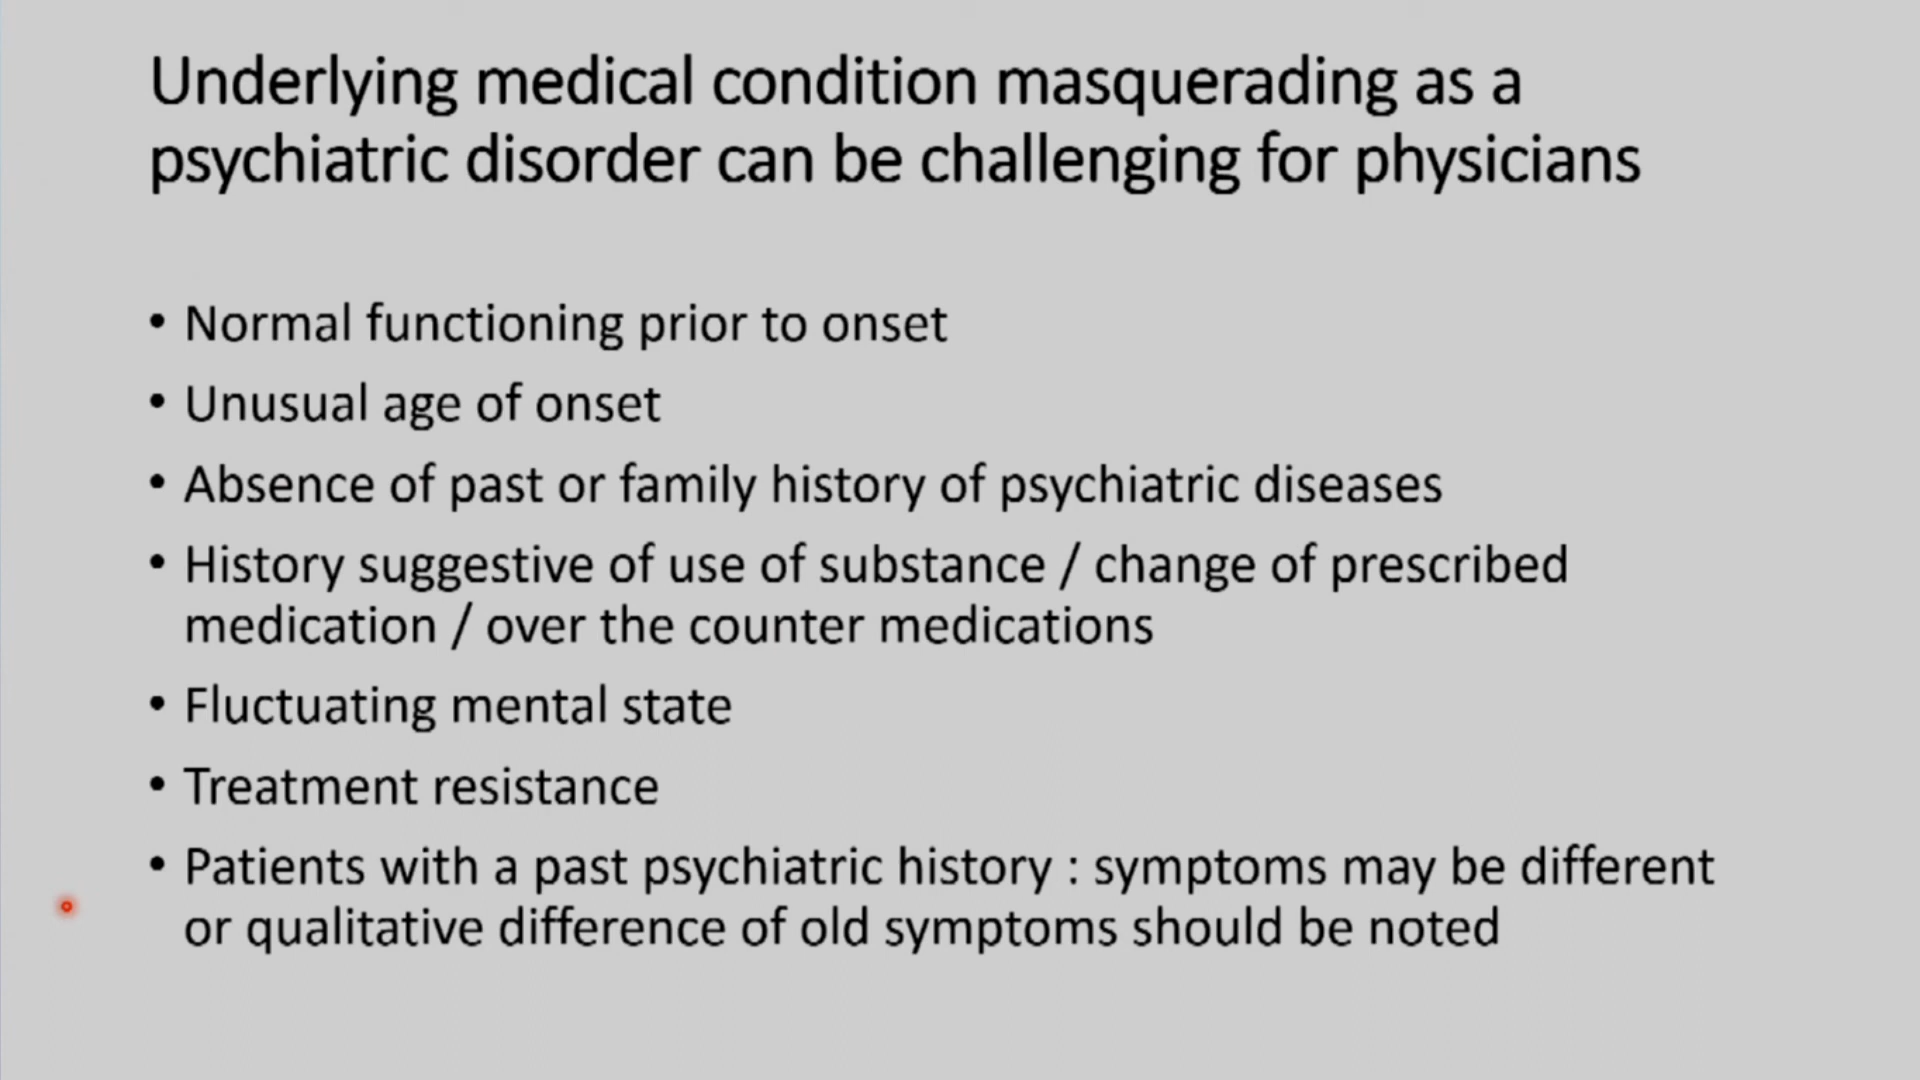 Underlying medical condition masquerading as a
psychiatric disorder can be challenging for physicians
• Normal functioning prior to onset
• Unusual age of onset
• Absence of past or family history of psychiatric diseases
• History suggestive of use of substance / change of prescribed
medication / over the counter medications
• Fluctuating mental state
• Treatment resistance
• Patients with a past psychiatric history : symptoms may be different
or qualitative difference of old symptoms should be noted